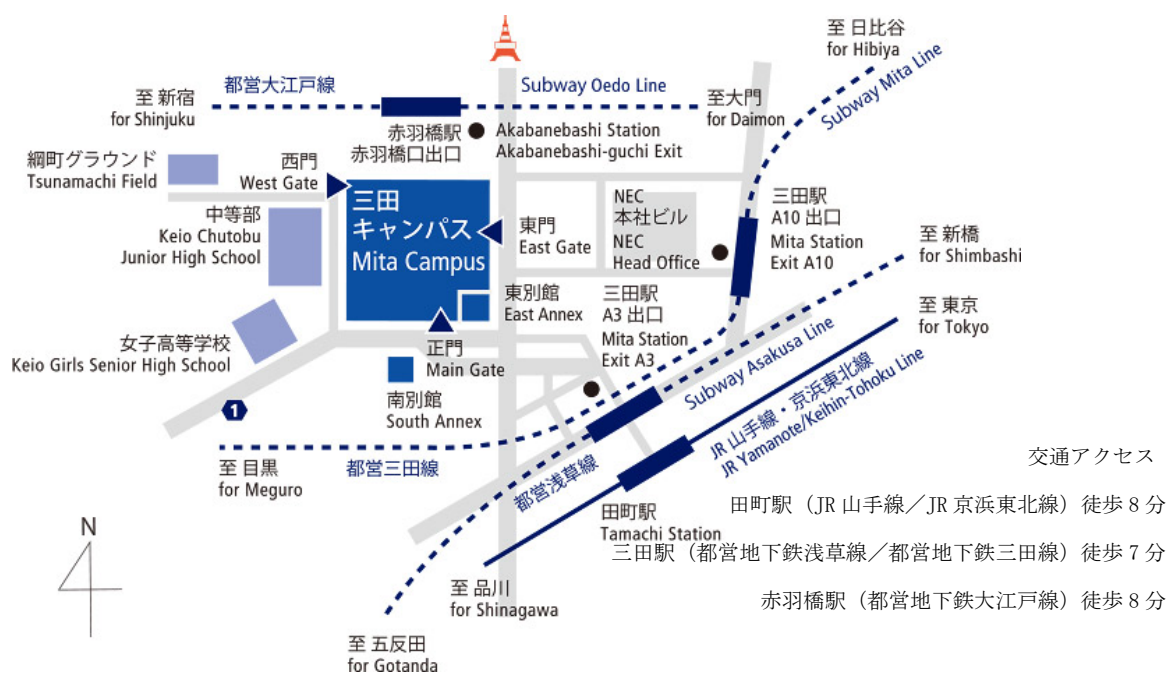 至 日比谷
for Hibiya
Subway Mita Line
都営大江戸線
Subway Oedo Line
至 新宿
for Shinjuku
至大門
for Daimon
赤羽橋駅
赤羽橋口出口
Akabanebashi Station
Akabanebashi-guchi Exit
綱町グラウンド
Tsunamachi Field
西門
West Gate
三田
キャンパス
Mita Campus
中等部
Keio Chutobu
Junior High School
東門
East Gate
NEC
本社ビル
NEC
Head Office
三田駅
A10 出口
Mita Station
Exit A10
至 新橋
for Shimbashi
東別館
East Annex
三田駅
A3 出口
Mita Station
Exit A3
至 東京
for Tokyo
女子高等学校
Keio Girls Senior High School
正門
Main Gate
南別館
South Annex
1
Subway Asakusa Line
JR 山手線・京浜東北線
JR Yamanote/Keihin-Tohoku Line
至 目黒
for Meguro
都営三田線
都営浅草線
田町駅
Tamachi Station
N
至 品川
for Shinagawa
至 五反田
for Gotanda
交通アクセス
田町駅（JR 山手線／JR 京浜東北線）徒歩 8 分
三田駅（都営地下鉄浅草線／都営地下鉄三田線）徒歩 7 分
赤羽橋駅（都営地下鉄大江戸線）徒歩 8 分